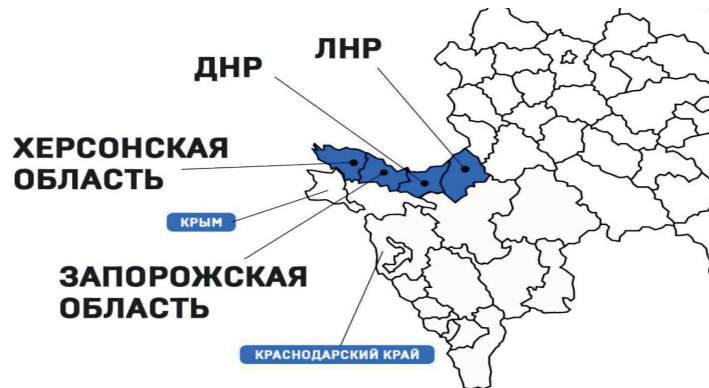 ЛНР
ДНР
ХЕРСОНСКАЯ
ОБЛАСТЬ
КРЫМ
ЗАПОРОЖСКАЯ
ОБЛАСТЬ
КРАСНОДАРСКИЙ КРАЙ